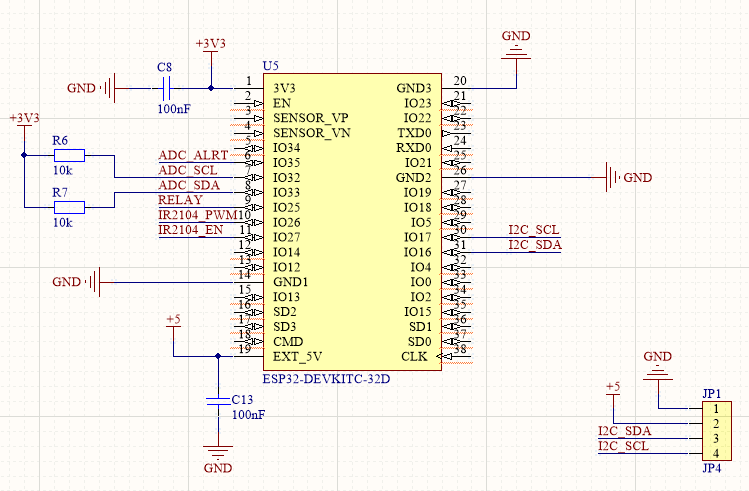 GND
+3V3
C8
U5
GND
100nF
1 3V3 GND3 20
2 EN IO23 21
3 SENSOR_VP IO22 22
4 SENSOR_VN TXD0 23
5 IO34 RXD0 24
ADC_ALRT 6 IO35 IO21 25
ADC_SCL 7 IO32 GND2 26
ADC_SDA 8 IO33 IO19 27
RELAY 9 IO25 IO18 28
IR2104_PWM 10 IO26 IO5 29
IR2104_EN 11 IO27 IO17 30 I2C_SCL
12 IO14 IO16 31 I2C_SDA
13 IO12 IO4 32
14 GND1 IO0 33
15 IO13 IO2 34
16 SD2 IO15 35
17 SD3 SD1 36
18 CMD SD0 37
19 EXT_5V CLK 38
ESP32-DEVKITC-32D
+3V3
R6
10k
R7
10k
GND
GND
+5
C13
100nF
GND
GND
+5
JP1
1
2
I2C_SDA 3
I2C_SCL 4
JP4